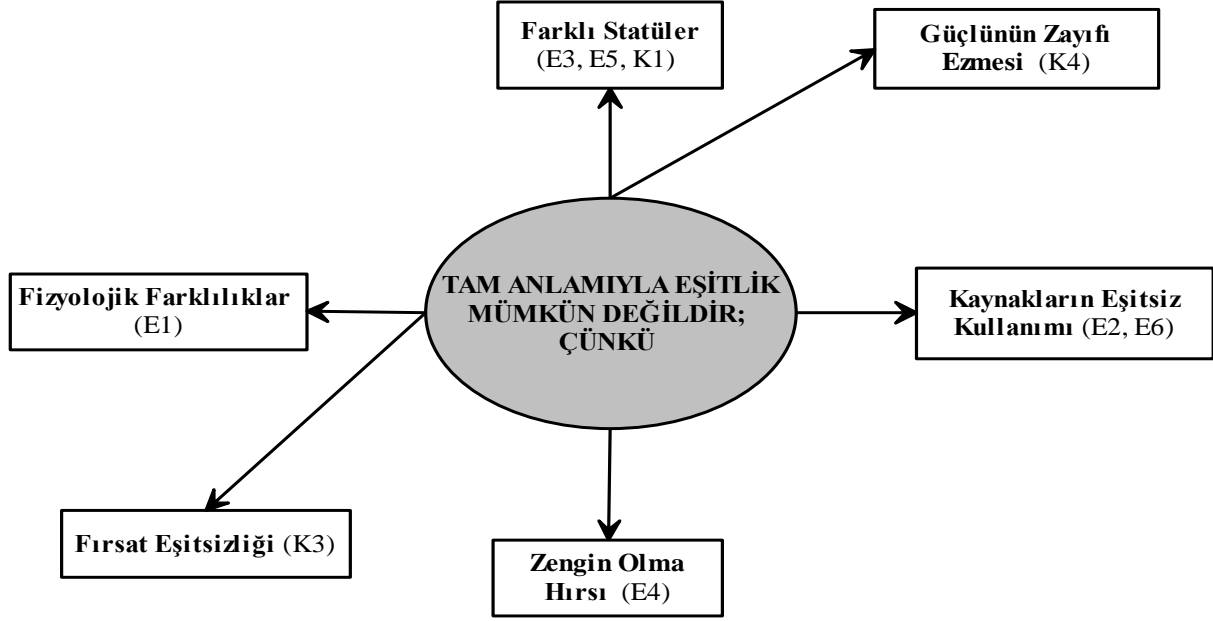 Farklı Statüler
(E3, E5, K1)
Güçlünün Zayıfı
Ezmesi (K4)
TAM ANLAMIYLA EŞİTLİK
MÜMKÜN DEĞİLDİR;
ÇÜNKÜ
Fizyolojik Farklılıklar
(E1)
Kaynakların Eşitsiz
Kullanımı (E2, E6)
Fırsat Eşitsizliği (K3)
Zengin Olma
Hırsı (E4)